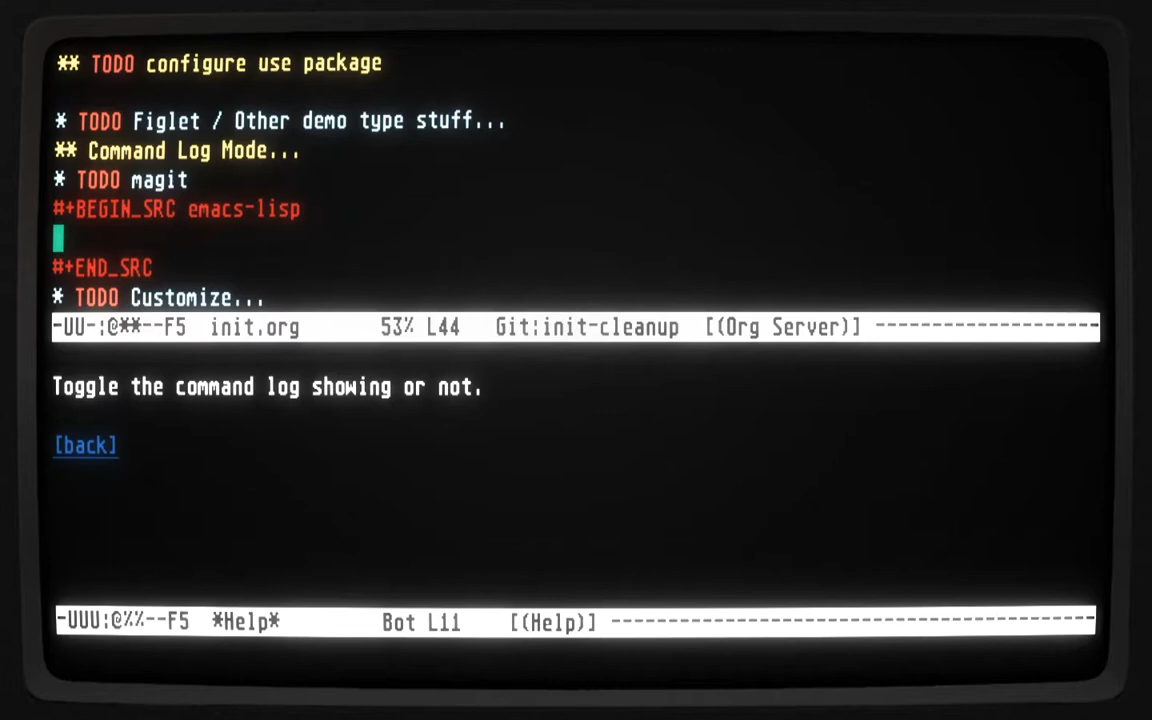 ** TODO configure use package
* TODO Figlet / Other demo type stuff...
** Command Log Mode...
* TODO magit
#+BEGIN_SRC emacs-lisp
#+END_SRC
* TODO Customize...
-UU-:@**--F5  init.org       53% L44   Git:init-cleanup  [(Org Server)] --------------------
Toggle the command log showing or not.
[back]
-UUU:@%%--F5  *Help*         Bot L11    [(Help)] -------------------------------------------